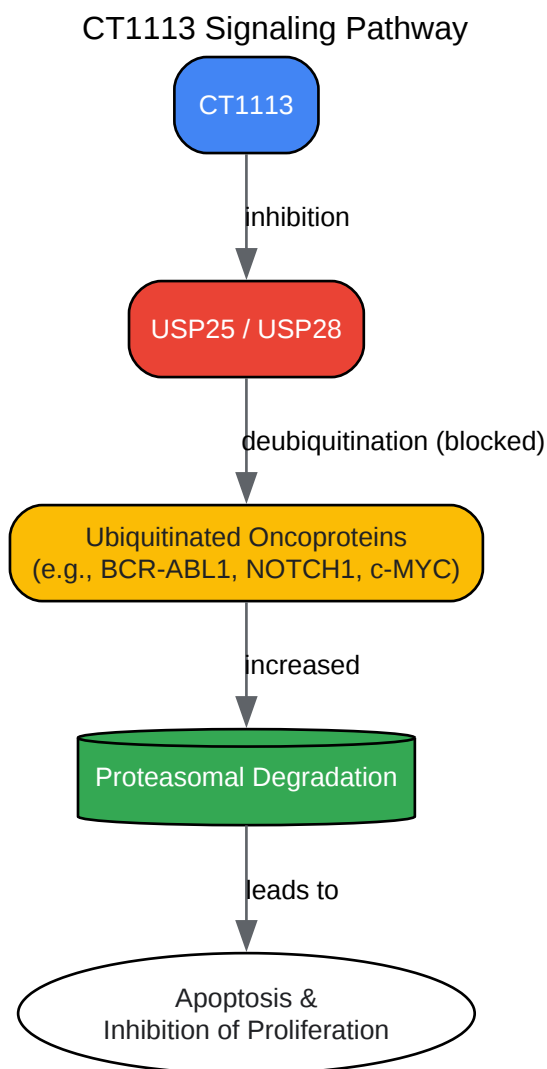 CT1113 Signaling Pathway
CT1113
inhibition
USP25 / USP28
deubiquitination (blocked)
Ubiquitinated Oncoproteins
(e.g., BCR-ABL1, NOTCH1, c-MYC)
increased
Proteasomal Degradation
leads to
Apoptosis &
Inhibition of Proliferation